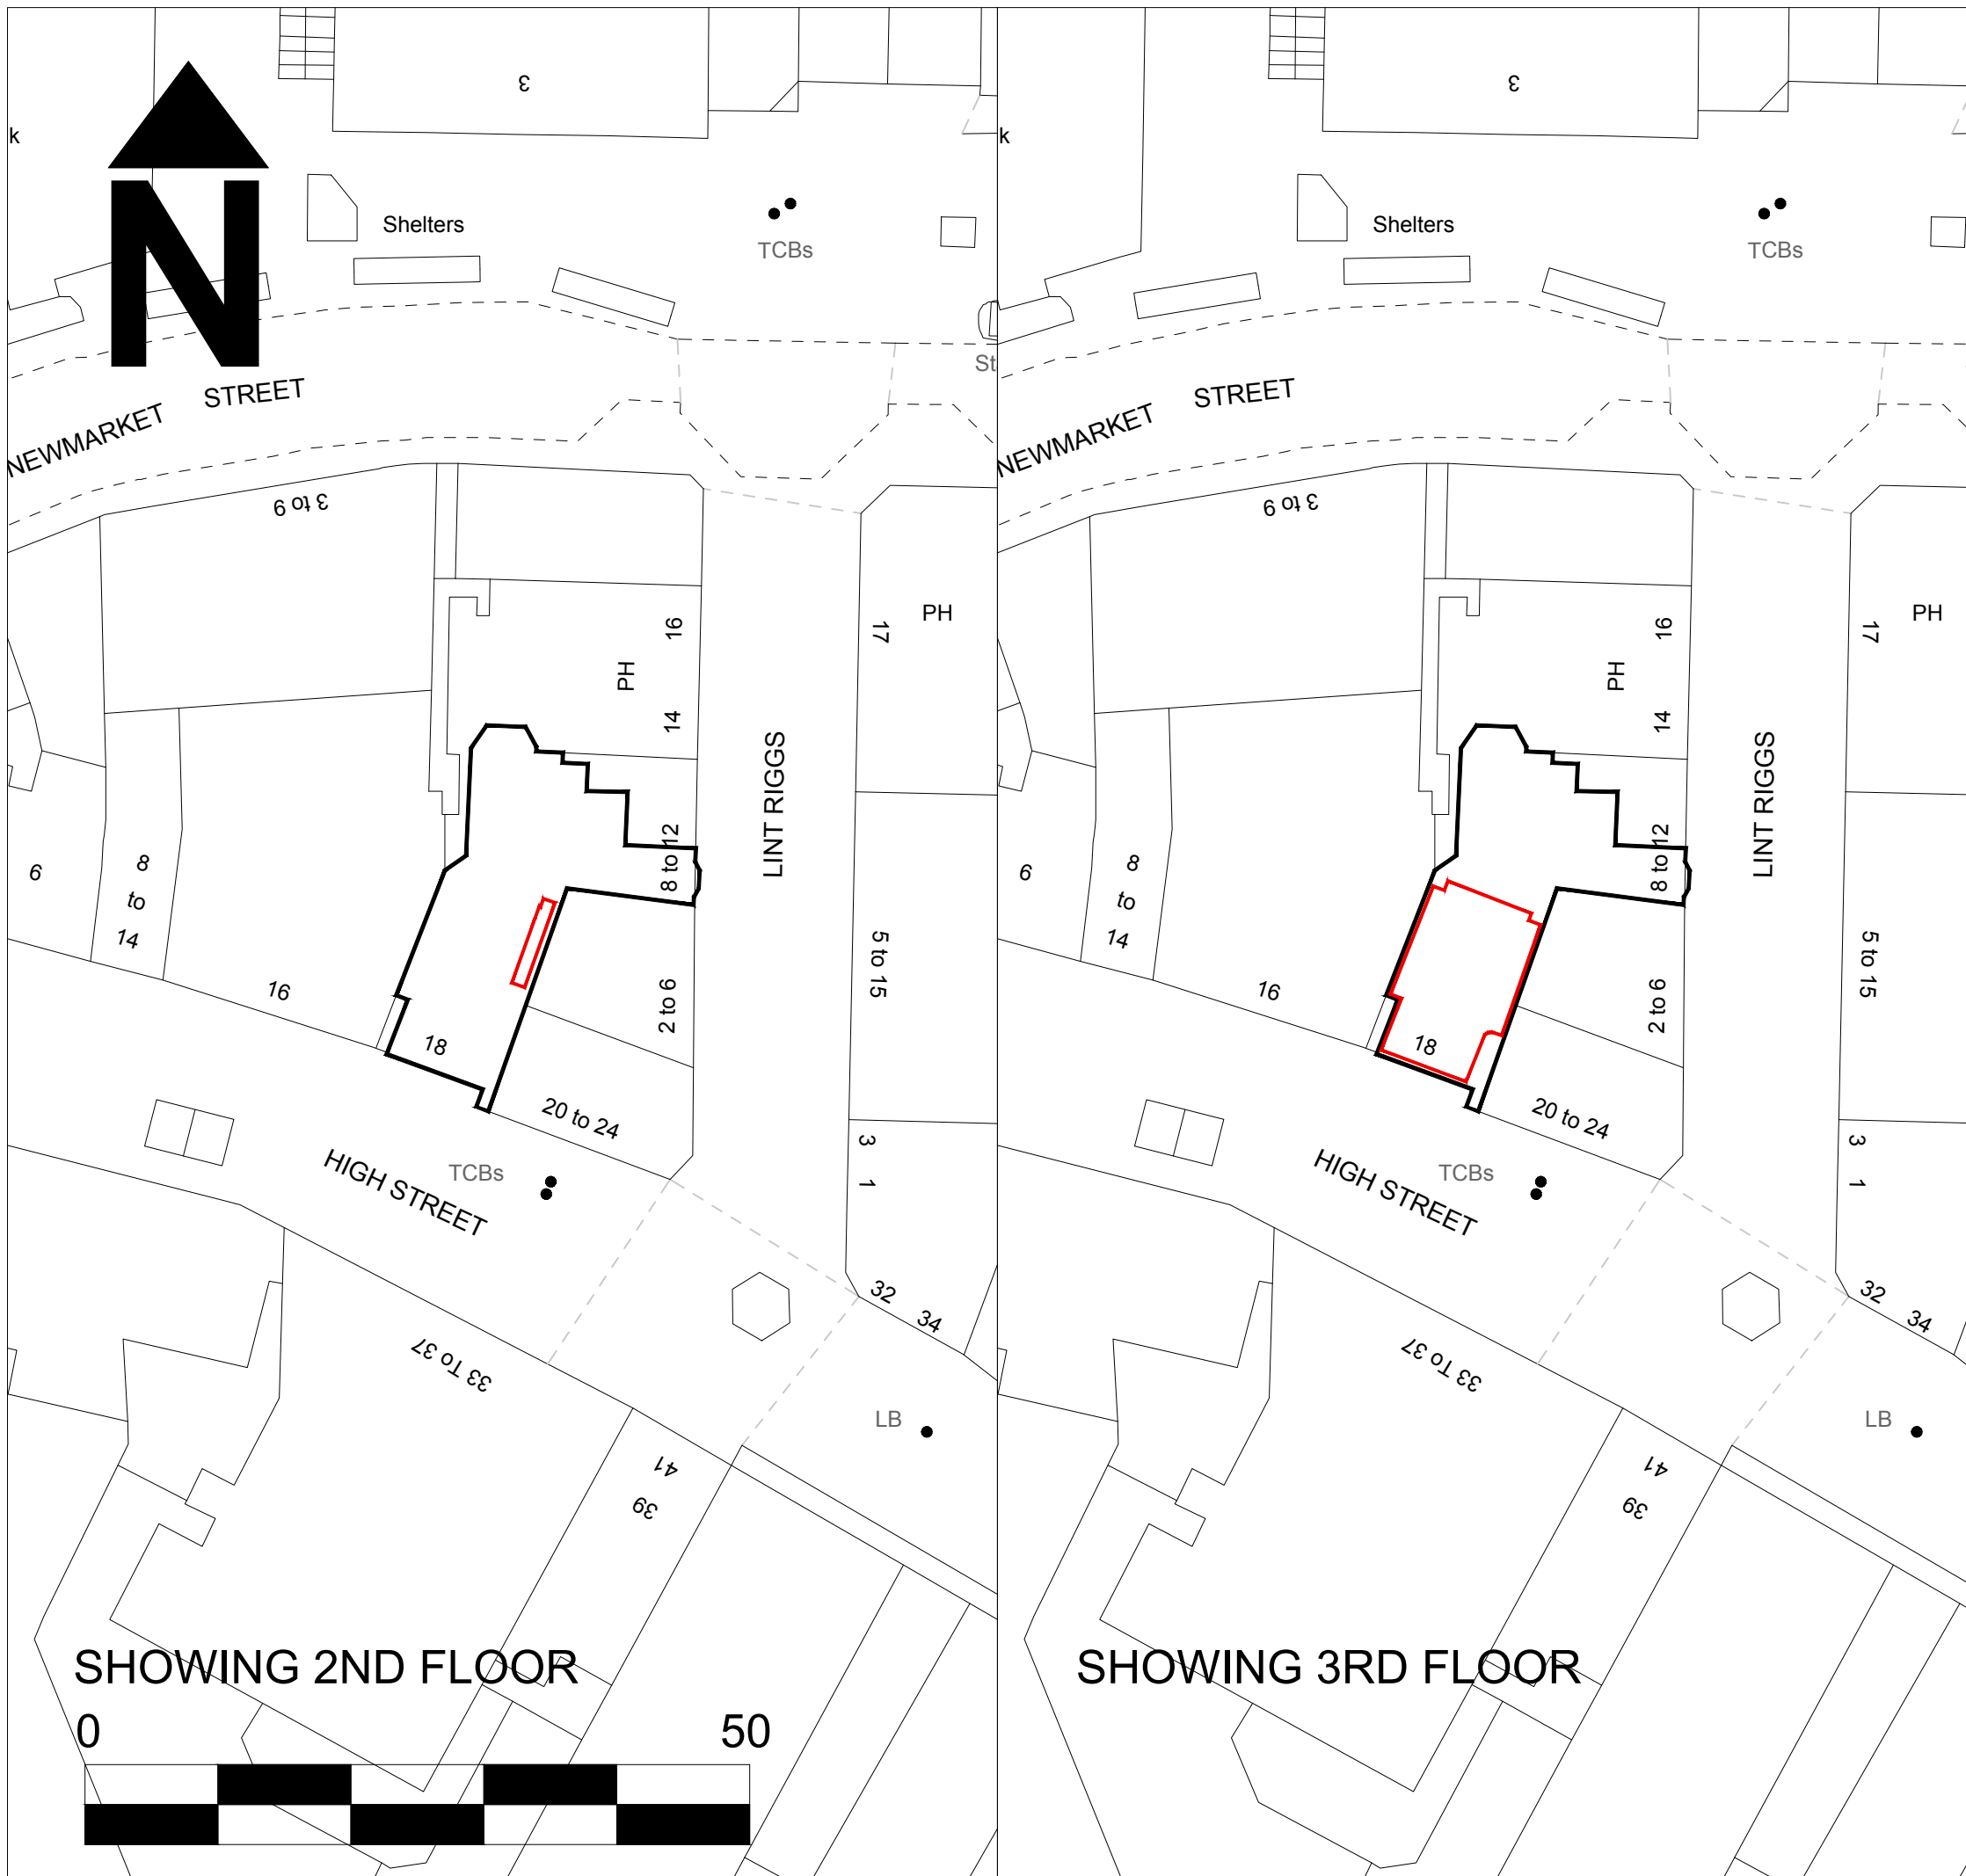 3
k
N
Shelters
TCBs
St
NEWMARKET STREET
3 to 9
16
PH
14
17
PH
LINT RIGGS
8 to 12
6
8
to
14
16
5 to 15
2 to 6
18
20 to 24
3
1
TCBs
HIGH STREET
32
34
33 To 37
LB
41
39
SHOWING 2ND FLOOR
0
50
3
k
Shelters
TCBs
NEWMARKET STREET
3 to 9
16
PH
14
17
PH
LINT RIGGS
8 to 12
6
8
to
14
16
5 to 15
2 to 6
18
20 to 24
3
1
TCBs
HIGH STREET
32
34
33 To 37
LB
41
39
SHOWING 3RD FLOOR